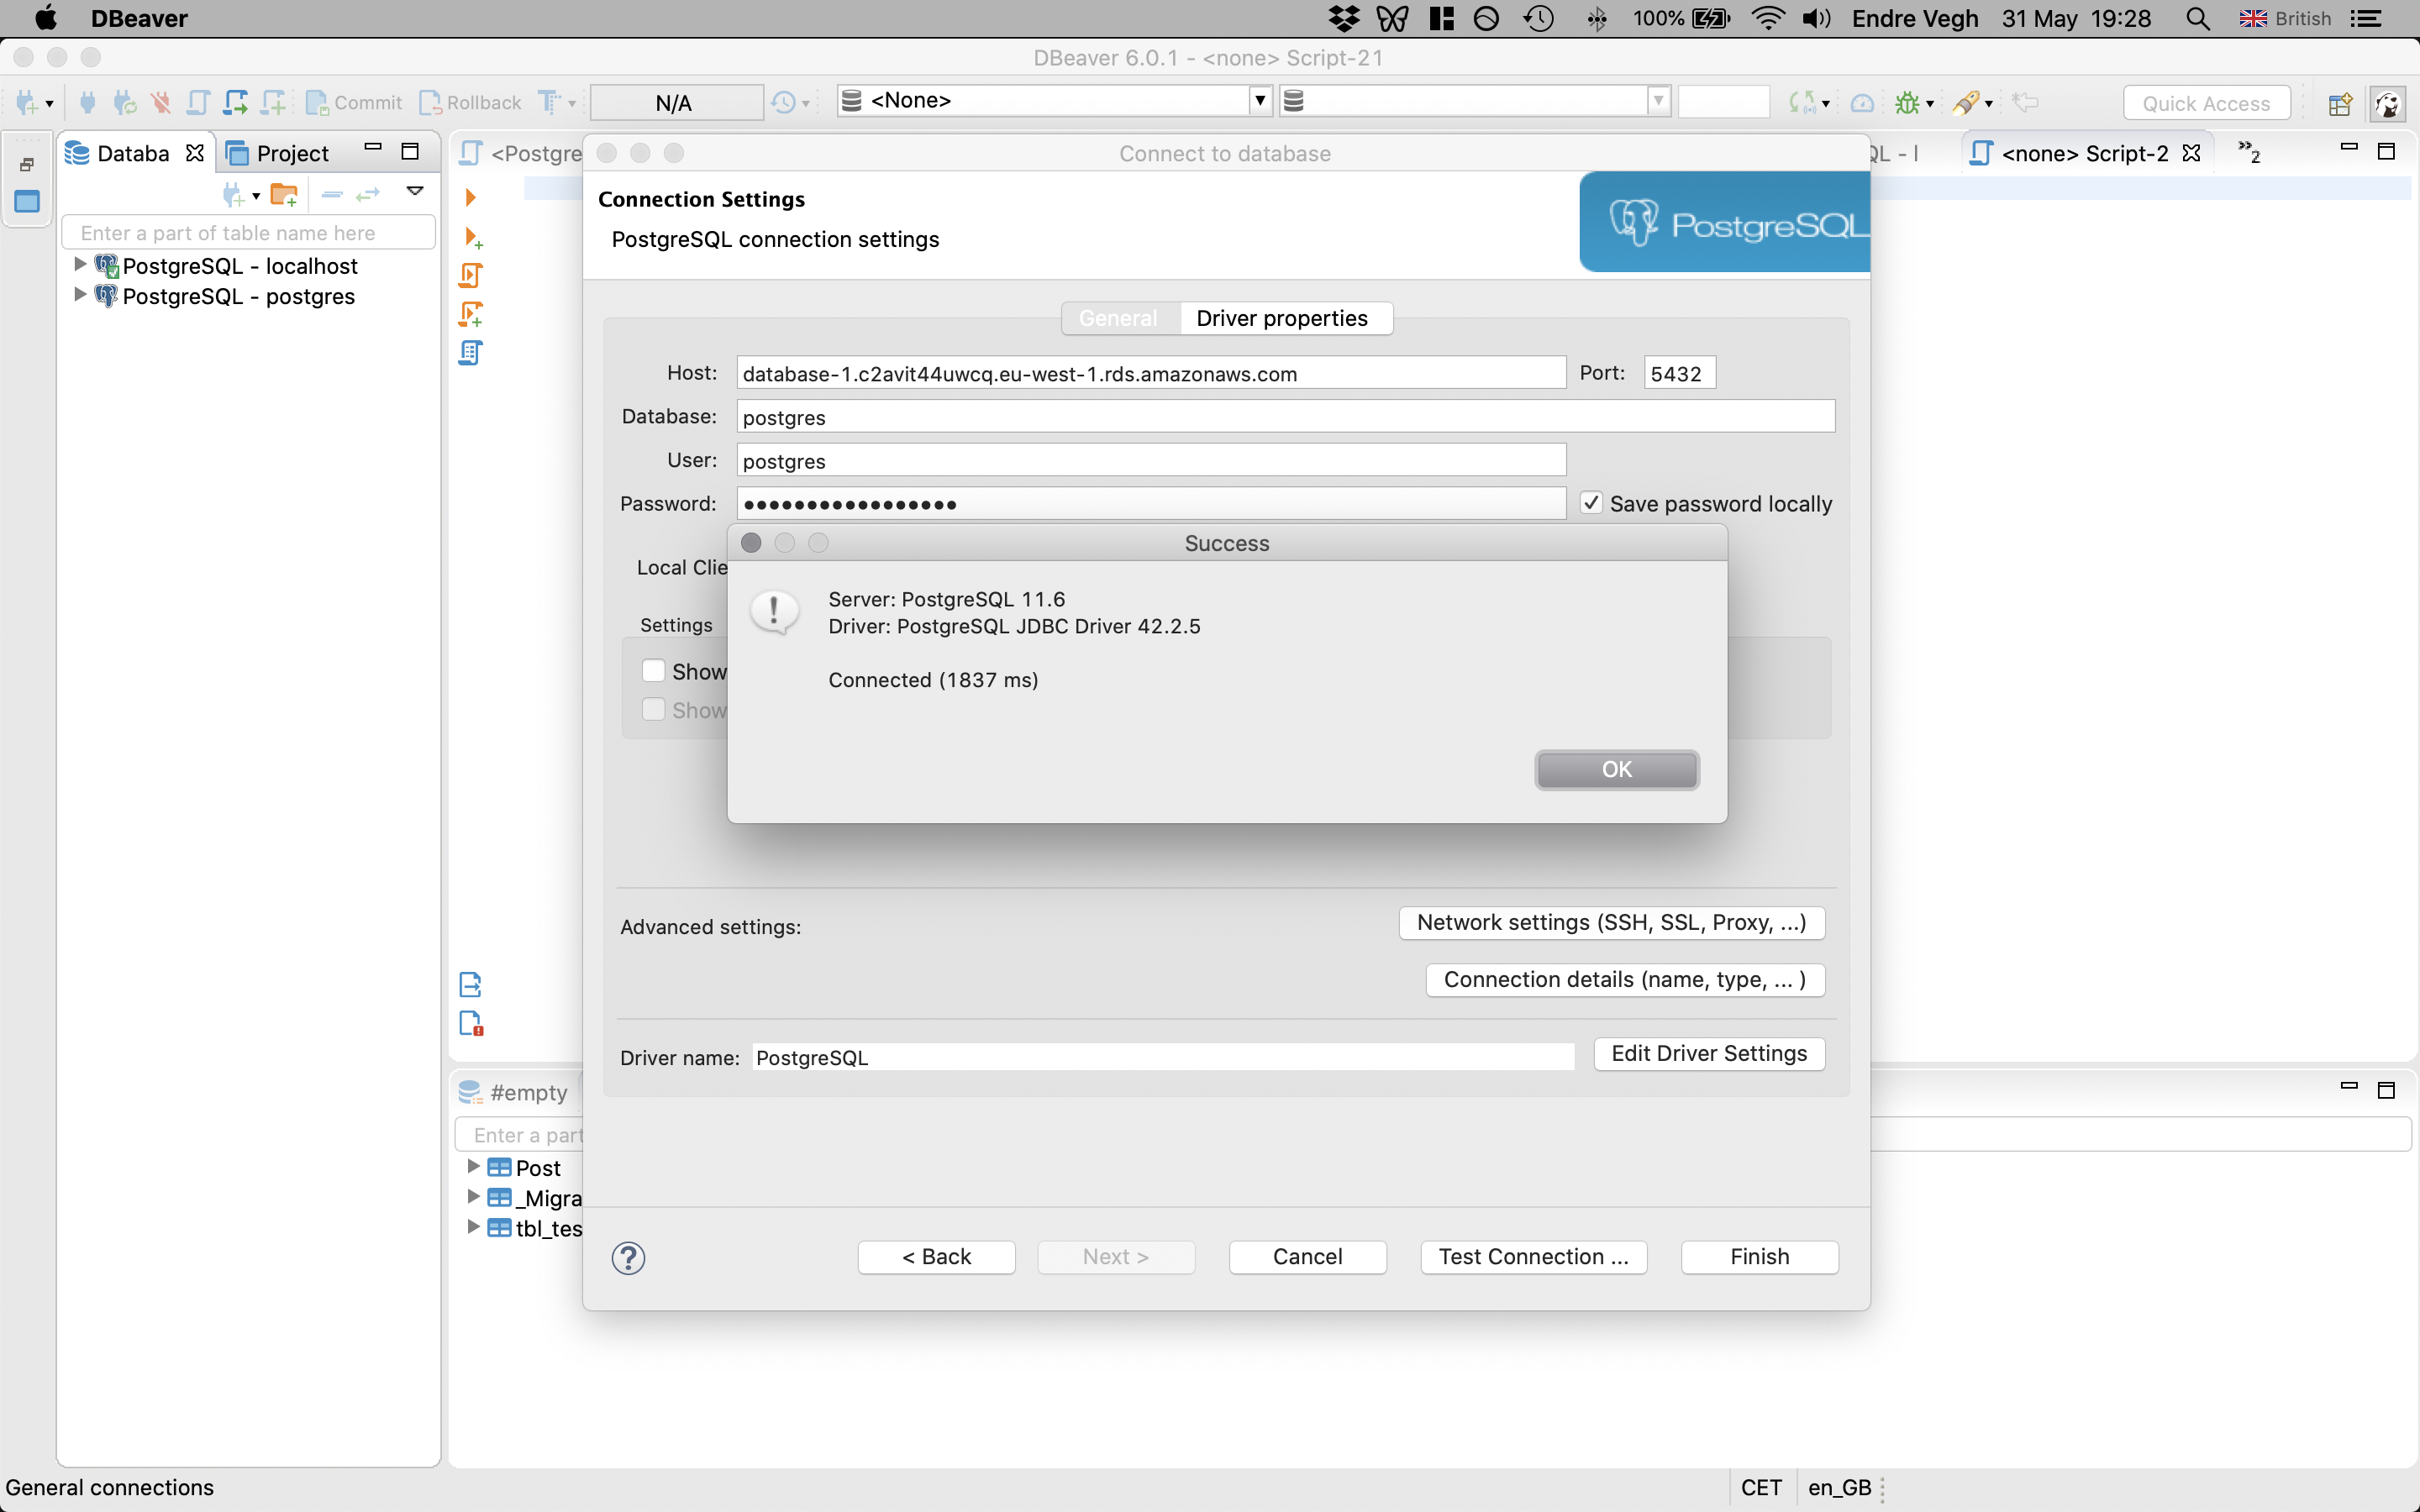 DBeaver
100%
Endre Vegh 31 May 19:28
British
DBeaver 6.0.1 - <none> Script-21
Commit
Rollback
N/A
<None>
Quick Access
Databa
Project
<Postgre
QL - l
<none> Script-2
»2
Enter a part of table name here
PostgreSQL - localhost
PostgreSQL - postgres
Connect to database
Connection Settings
PostgreSQL connection settings
PostgreSQL
General
Driver properties
Host:
database-1.c2avit44uwcq.eu-west-1.rds.amazonaws.com
Port:
5432
Database:
postgres
User:
postgres
Password:
•••••••••••••••••
Save password locally
Local Clie
Settings
Show
Show
Success
Server: PostgreSQL 11.6
Driver: PostgreSQL JDBC Driver 42.2.5
Connected (1837 ms)
OK
Advanced settings:
Network settings (SSH, SSL, Proxy, ...)
Connection details (name, type, ... )
Driver name:
PostgreSQL
Edit Driver Settings
#empty
Enter a part
Post
_Migra
tbl_tes
?
< Back
Next >
Cancel
Test Connection ...
Finish
General connections
CET
en_GB